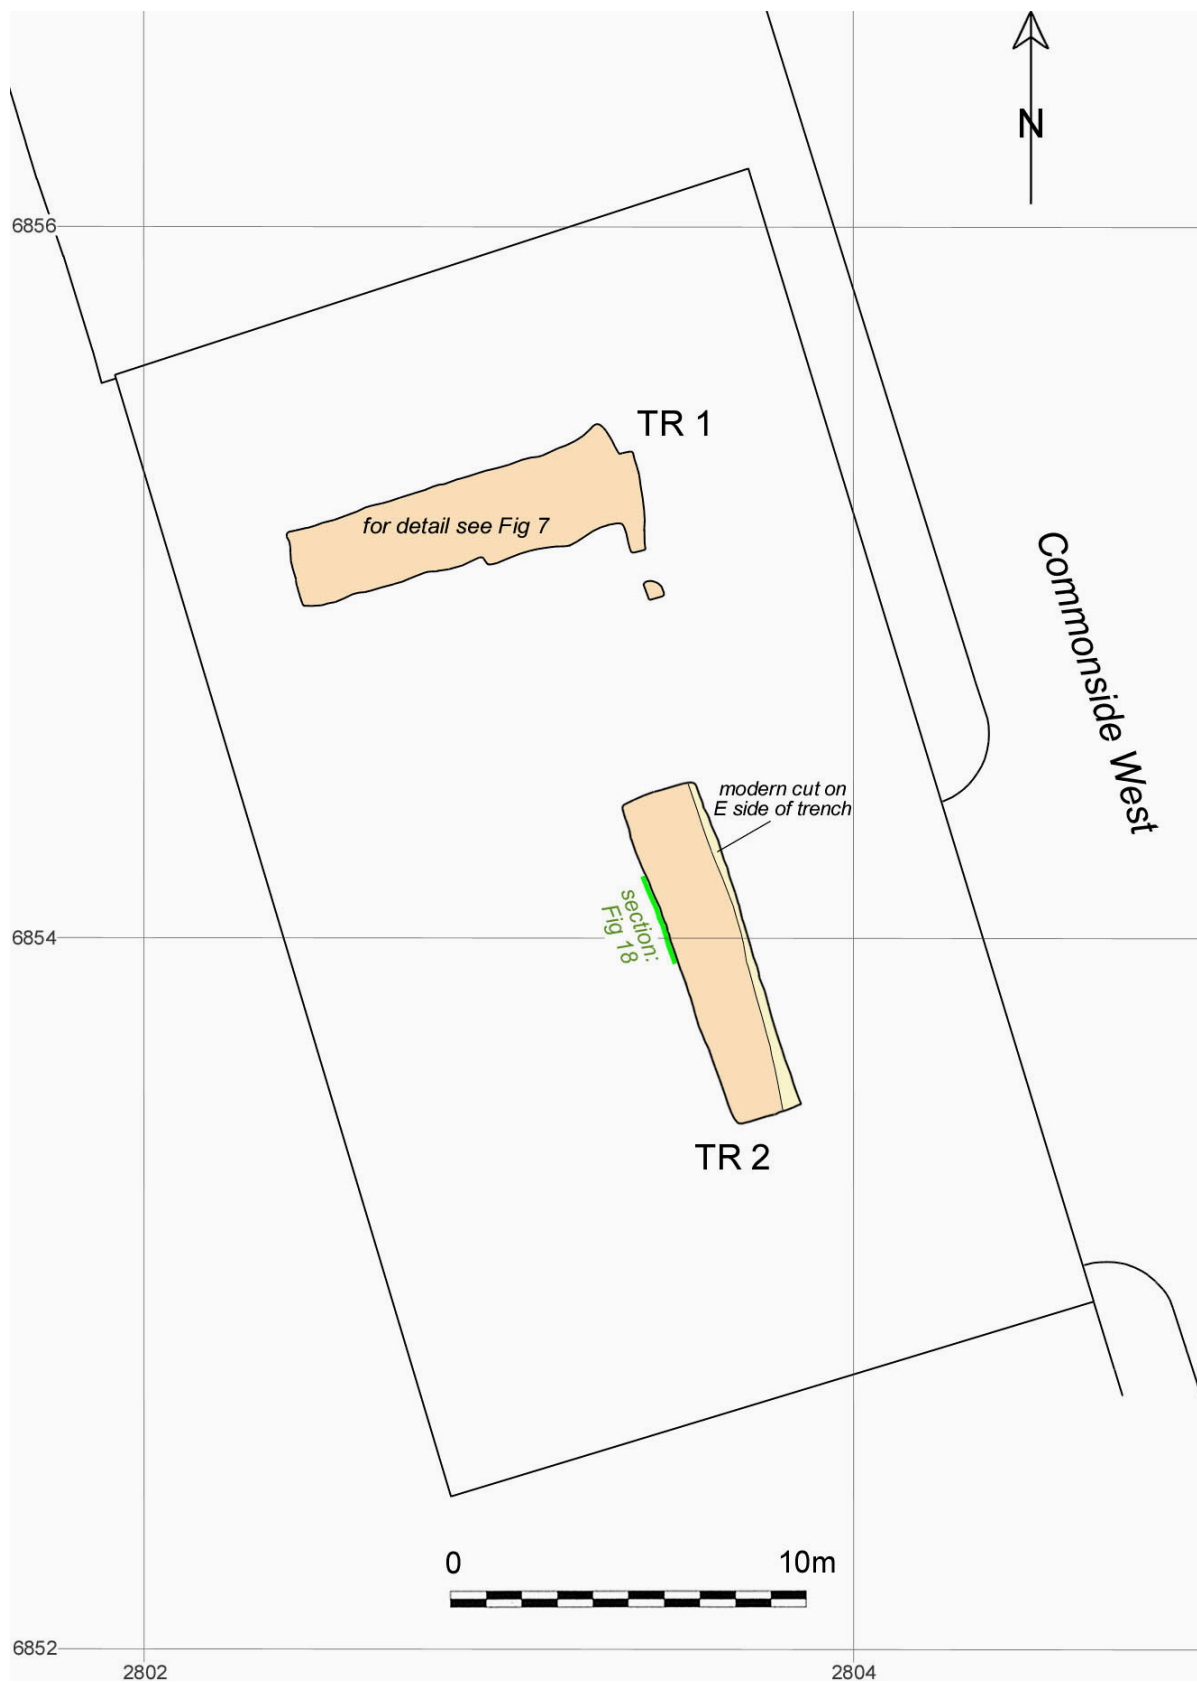 N
6856
TR 1
for detail see Fig 7
Commonside West
modern cut on
E side of trench
section:
Fig 18
6854
TR 2
0
10m
6852
2802
2804